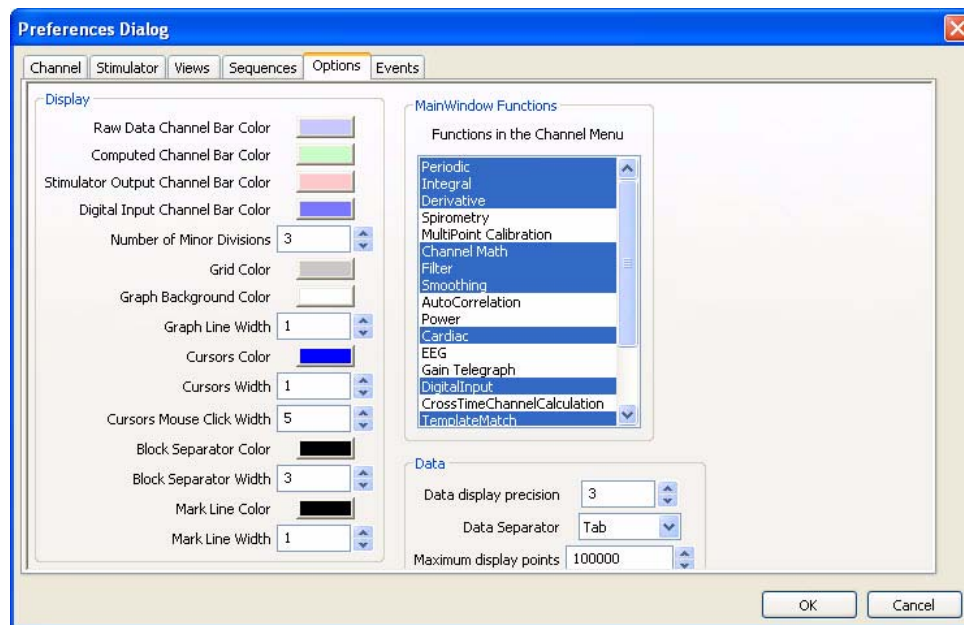 Preferences Dialog
Channel Stimulator Views Sequences Options Events
Display
Raw Data Channel Bar Color
Computed Channel Bar Color
Stimulator Output Channel Bar Color
Digital Input Channel Bar Color
Number of Minor Divisions 3
Grid Color
Graph Background Color
Graph Line Width 1
Cursors Color
Cursors Width 1
Cursors Mouse Click Width 5
Block Separator Color
Block Separator Width 3
Mark Line Color
Mark Line Width 1
MainWindow Functions
Functions in the Channel Menu
Periodic
Integral
Derivative
Spirometry
MultiPoint Calibration
Channel Math
Filter
Smoothing
AutoCorrelation
Power
Cardiac
EEG
Gain Telegraph
DigitalInput
CrossTimeChannelCalculation
TemplateMatch
Data
Data display precision 3
Data Separator Tab
Maximum display points 100000
OK Cancel